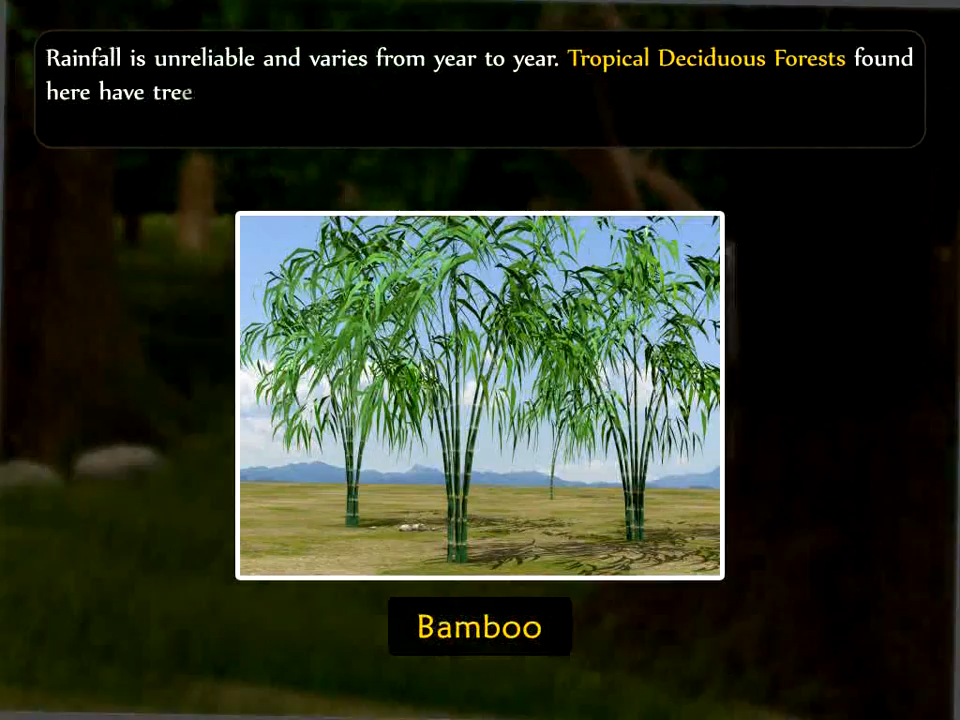 Rainfall is unreliable and varies from year to year. Tropical Deciduous Forests found
here have tree
Bamboo